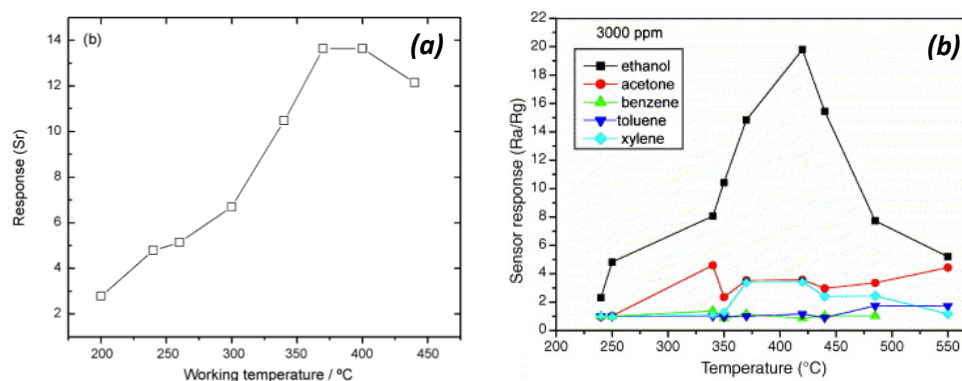 (b)
(a)
14
12
10
8
6
4
2
Response (Sr)
200 250 300 350 400 450
Working temperature / ºC
(b)
3000 ppm
ethanol
acetone
benzene
toluene
xylene
22
20
18
16
14
12
10
8
6
4
2
0
Sensor response (Ra/Rg)
200 250 300 350 400 450 500 550
Temperature (°C)